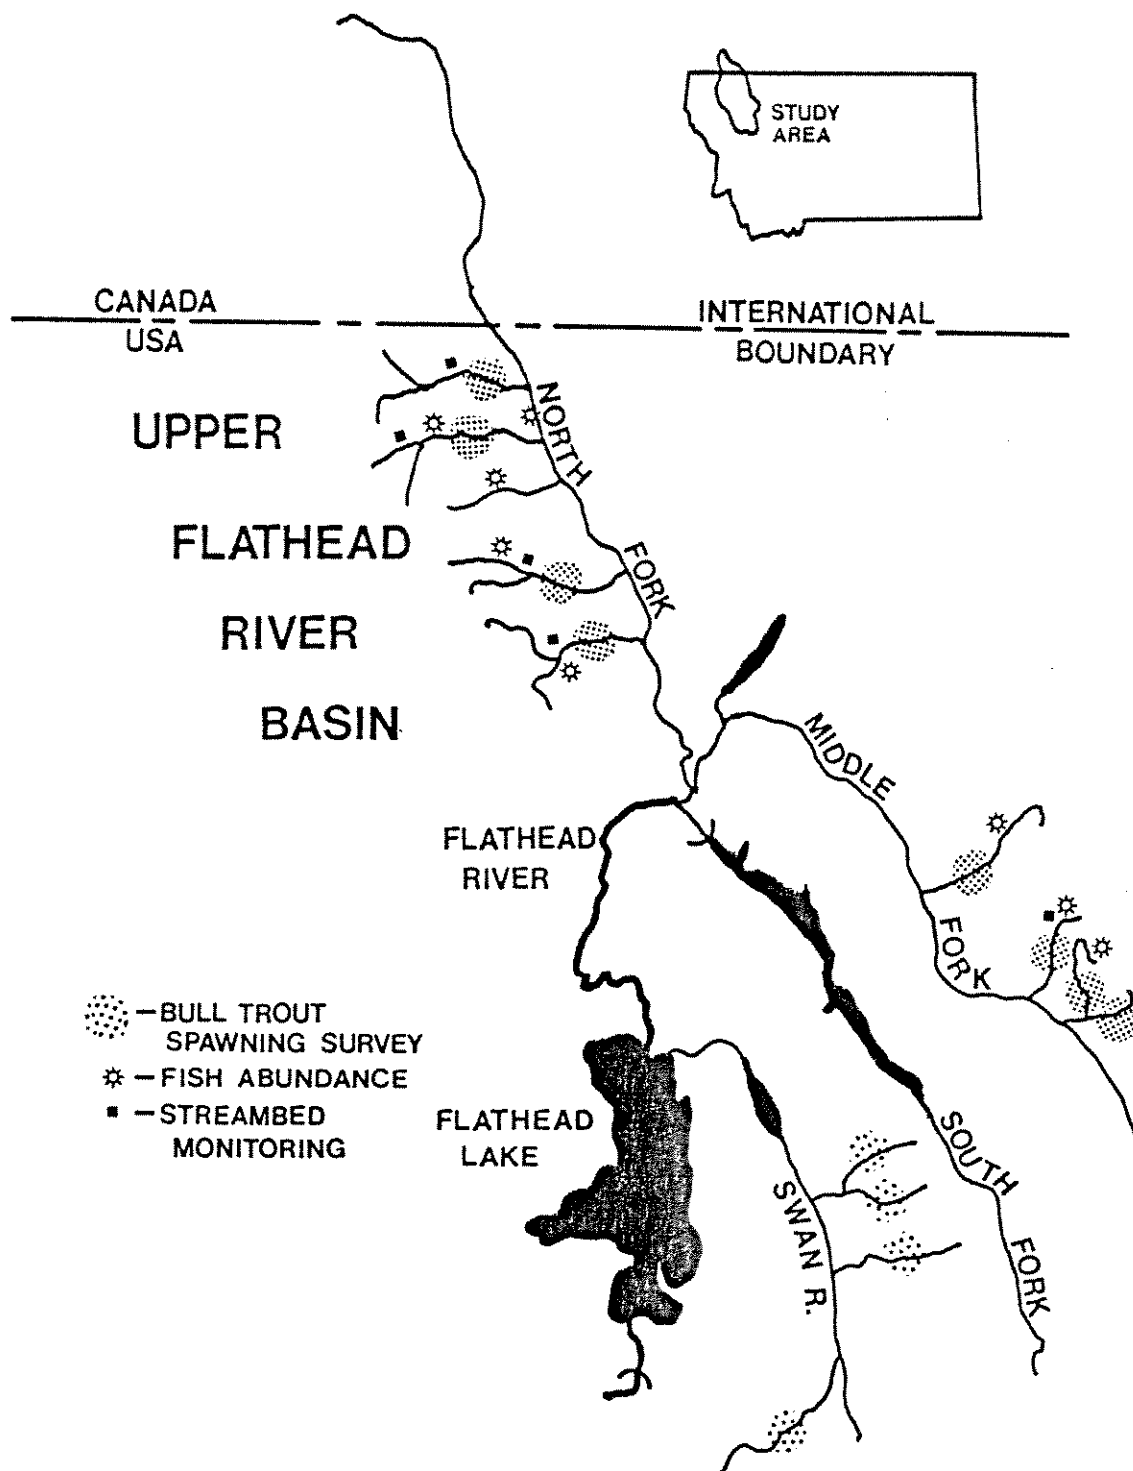 STUDY
AREA
CANADA
USA
INTERNATIONAL
BOUNDARY
UPPER
FLATHEAD
RIVER
BASIN
NORTH
FORK
MIDDLE
FORK
FLATHEAD
RIVER
–BULL TROUT
SPAWNING SURVEY
–FISH ABUNDANCE
–STREAMBED
MONITORING
FLATHEAD
LAKE
SWAN R.
SOUTH
FORK